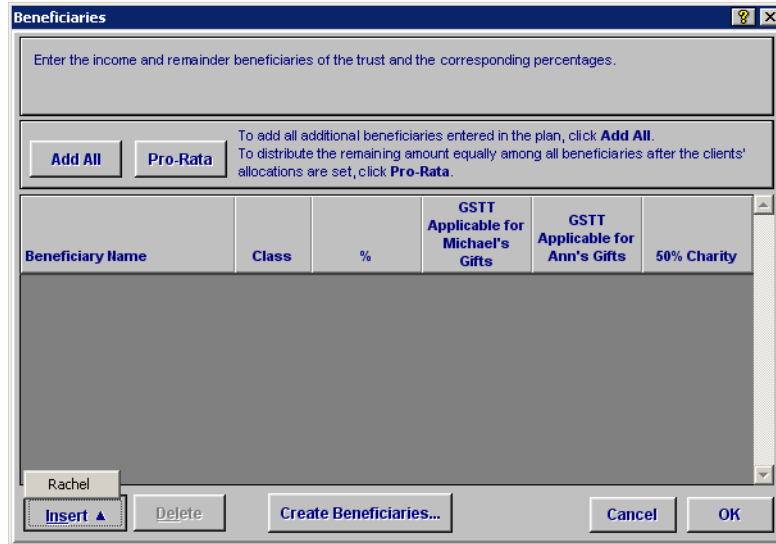 Beneficiaries
Enter the income and remainder beneficiaries of the trust and the corresponding percentages.
Add All
Pro-Rata
To add all additional beneficiaries entered in the plan, click Add All.
To distribute the remaining amount equally among all beneficiaries after the clients'
allocations are set, click Pro-Rata.
Beneficiary Name
Class
%
GSTT
Applicable for
Michael's
Gifts
GSTT
Applicable for
Ann's Gifts
50% Charity
Rachel
Insert ▲
Delete
Create Beneficiaries...
Cancel
OK